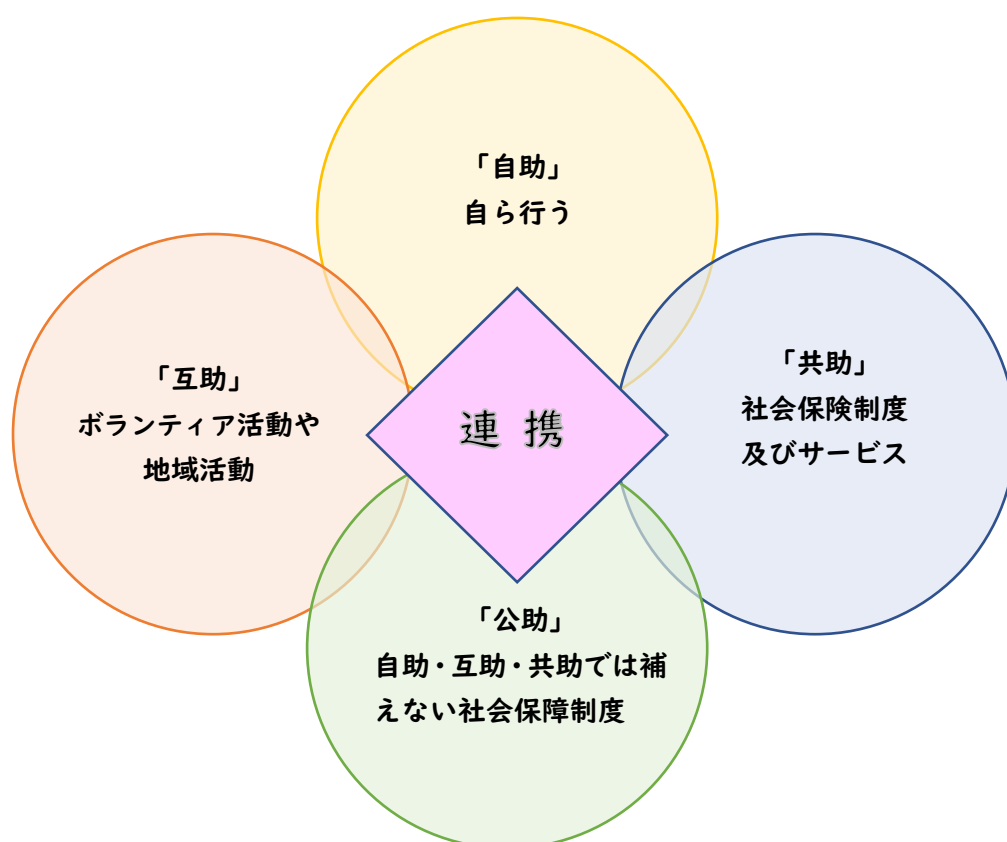 「自助」
自ら行う
「互助」
ボランティア活動や
地域活動
連 携
「共助」
社会保険制度
及びサービス
「公助」
自助・互助・共助では補
えない社会保障制度